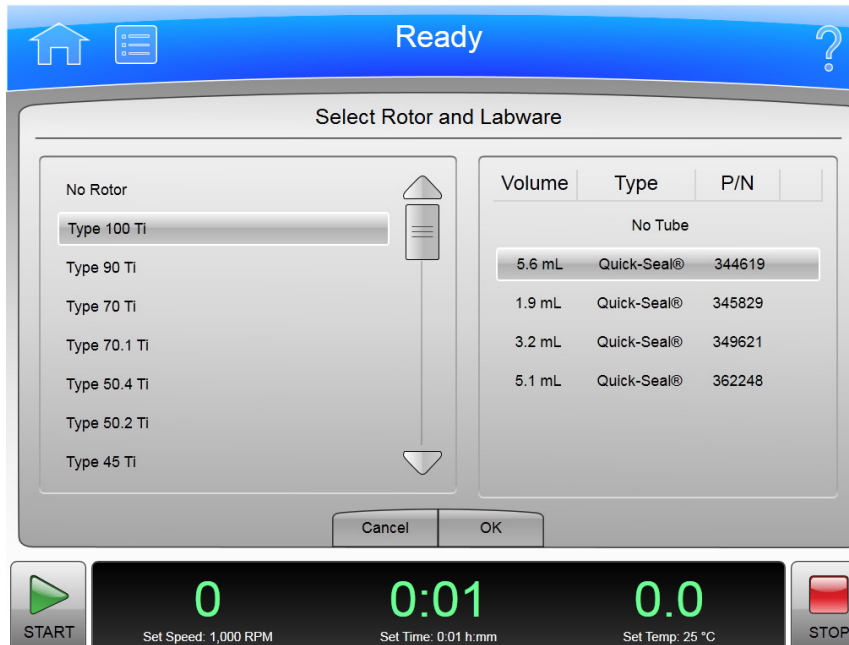 Ready
?
Select Rotor and Labware
No Rotor
Type 100 Ti
Type 90 Ti
Type 70 Ti
Type 70.1 Ti
Type 50.4 Ti
Type 50.2 Ti
Type 45 Ti
Volume Type P/N
No Tube
5.6 mL Quick-Seal® 344619
1.9 mL Quick-Seal® 345829
3.2 mL Quick-Seal® 349621
5.1 mL Quick-Seal® 362248
Cancel OK
START
0
Set Speed: 1,000 RPM
0:01
Set Time: 0:01 h:mm
0.0
Set Temp: 25 °C
STOP